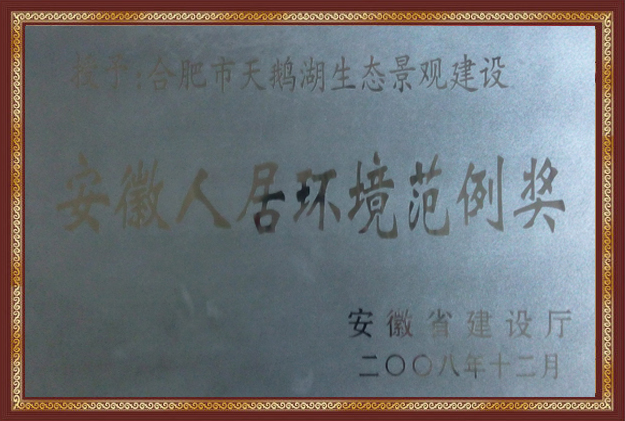 授予:合肥市天鹅湖生态景观建设
安徽人居环境范例奖
安徽省建设厅
二〇〇八年十二月